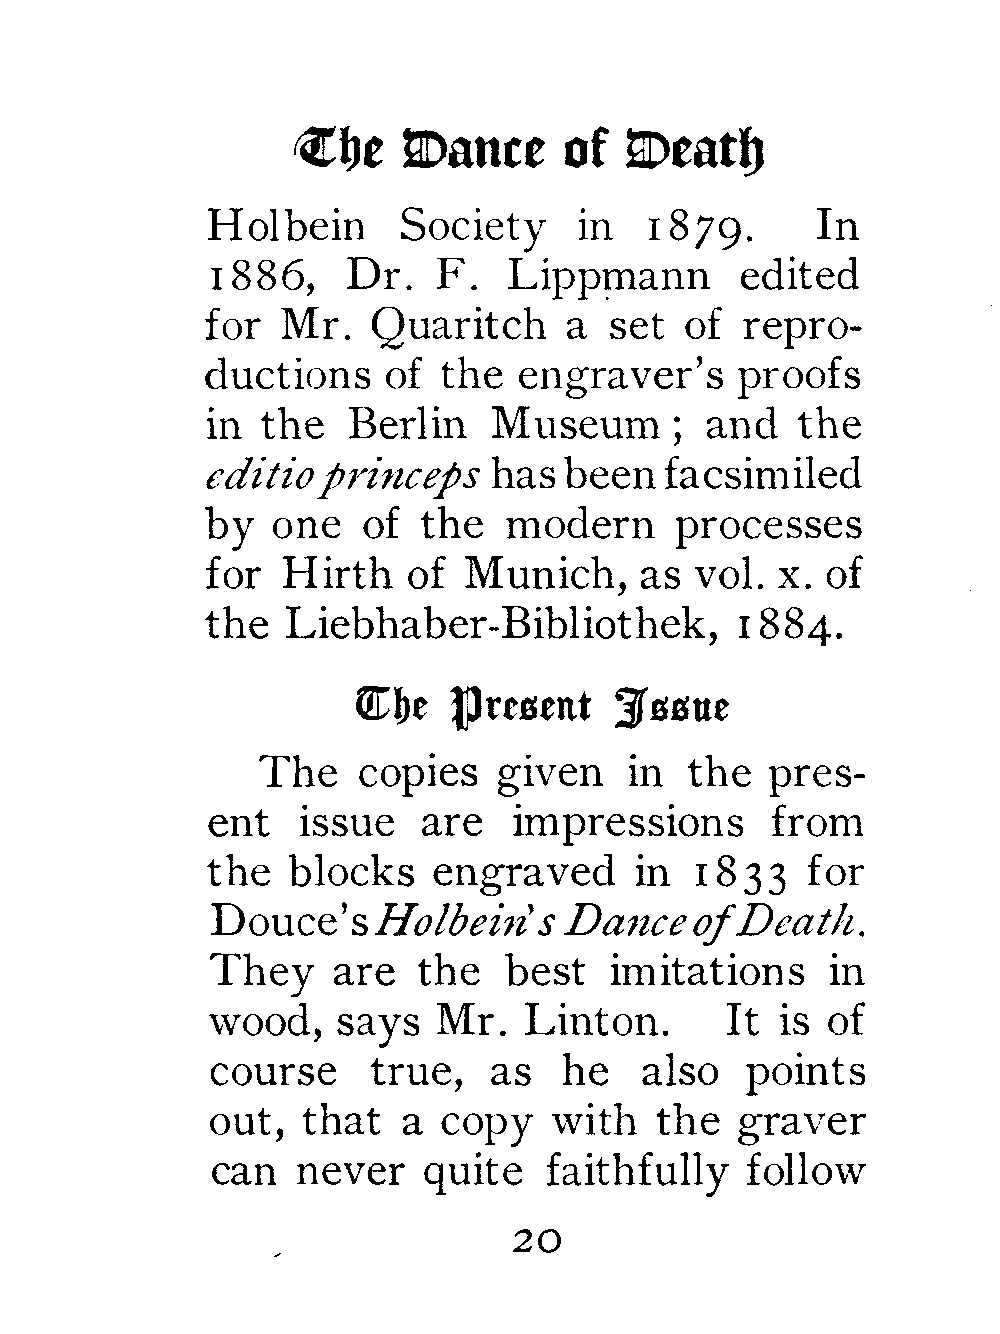 The Dance of Death
Holbein Society in 1879. In
1886, Dr. F. Lippmann edited
for Mr. Quaritch a set of repro-
ductions of the engraver's proofs
in the Berlin Museum; and the
editio princeps has been facsimiled
by one of the modern processes
for Hirth of Munich, as vol. x. of
the Liebhaber-Bibliothek, 1884.
The Present Issue
The copies given in the pres-
ent issue are impressions from
the blocks engraved in 1833 for
Douce's Holbein's Dance of Death.
They are the best imitations in
wood, says Mr. Linton. It is of
course true, as he also points
out, that a copy with the graver
can never quite faithfully follow
20